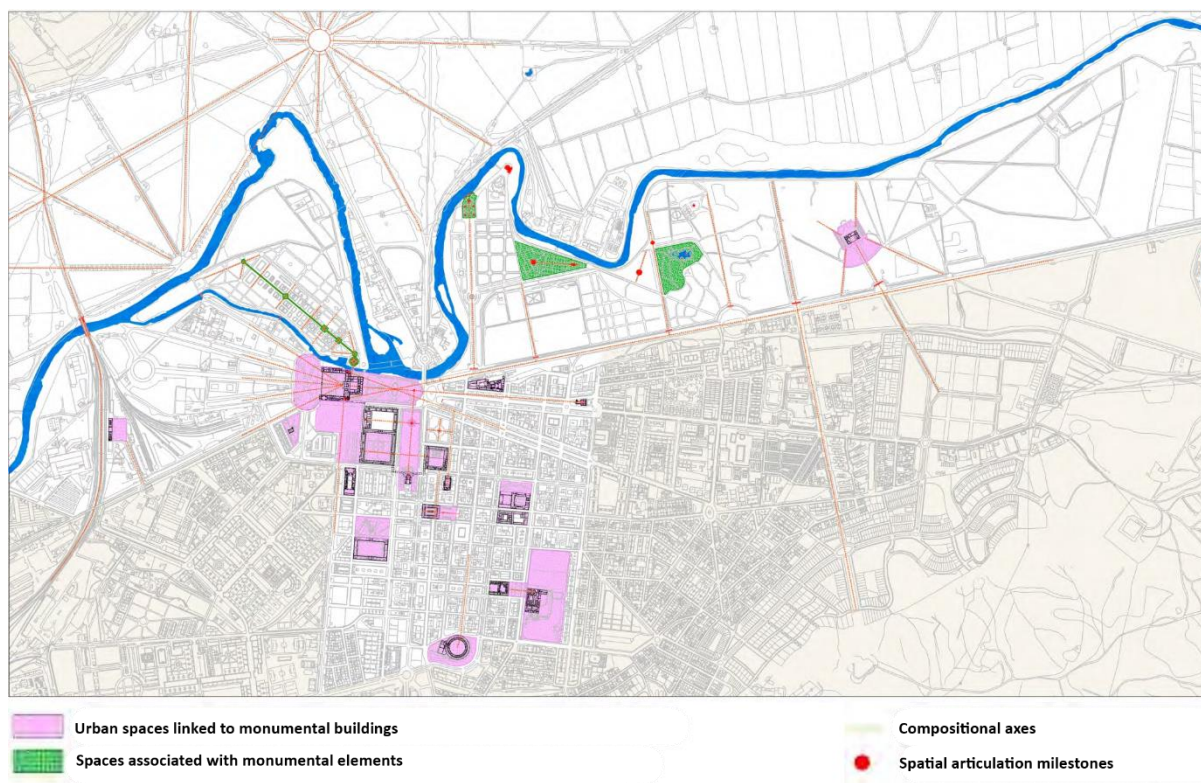 Urban spaces linked to monumental buildings
Compositional axes
Spaces associated with monumental elements
Spatial articulation milestones